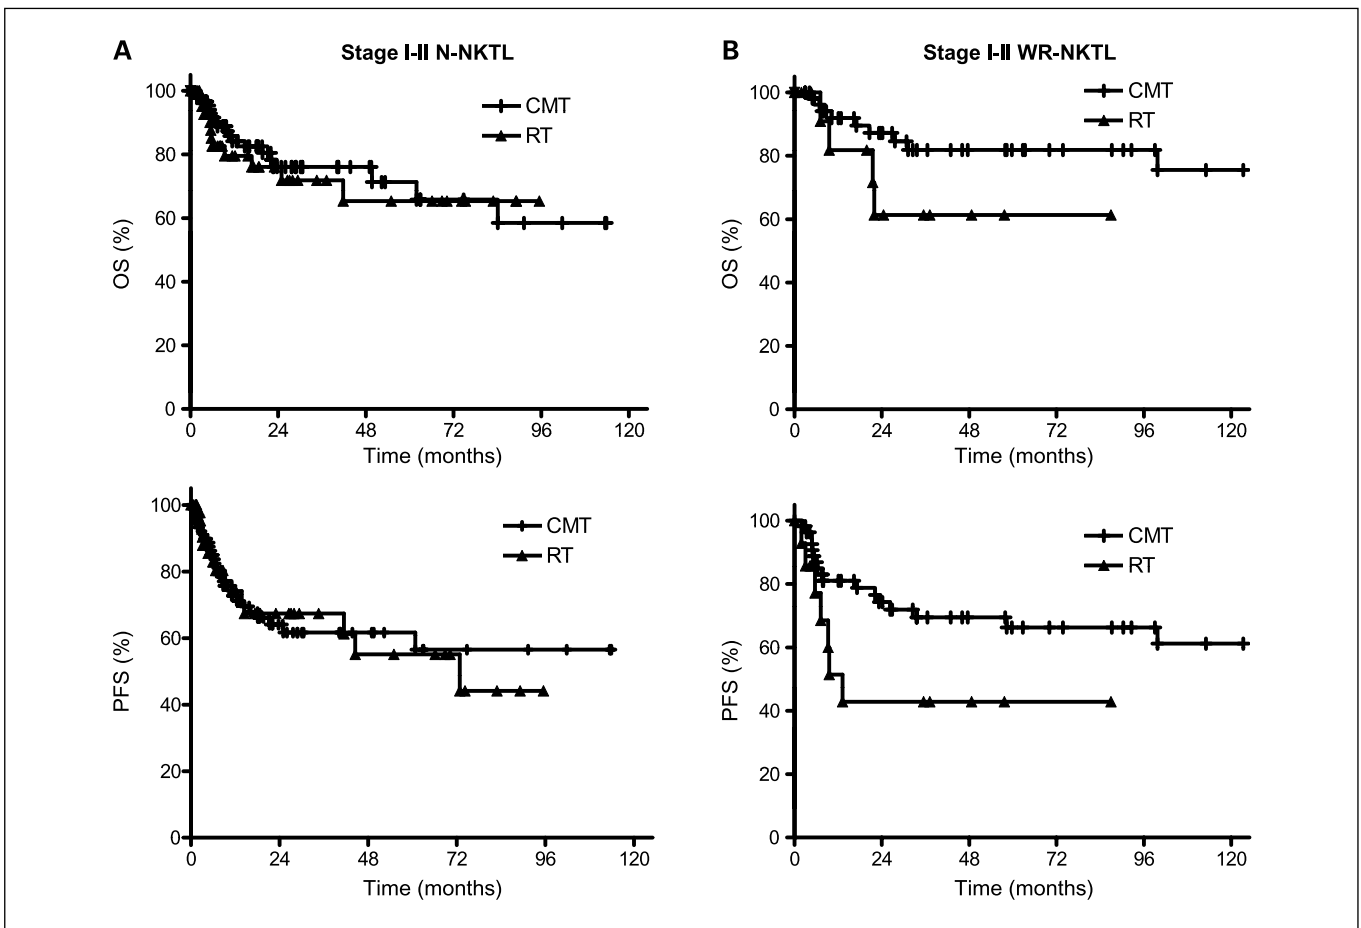 A
Stage I-II N-NKTL
100
80
60
40
20
0
OS (%)
CMT
RT
0 24 48 72 96 120
Time (months)
B
Stage I-II WR-NKTL
100
80
60
40
20
0
OS (%)
CMT
RT
0 24 48 72 96 120
Time (months)
100
80
60
40
20
0
PFS (%)
CMT
RT
0 24 48 72 96 120
Time (months)
100
80
60
40
20
0
PFS (%)
CMT
RT
0 24 48 72 96 120
Time (months)